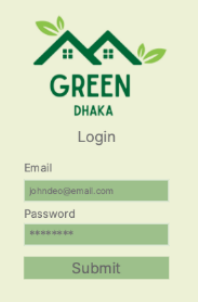 GREEN
DHAKA
Login
Email
johndeo@email.com
Password
********
Submit